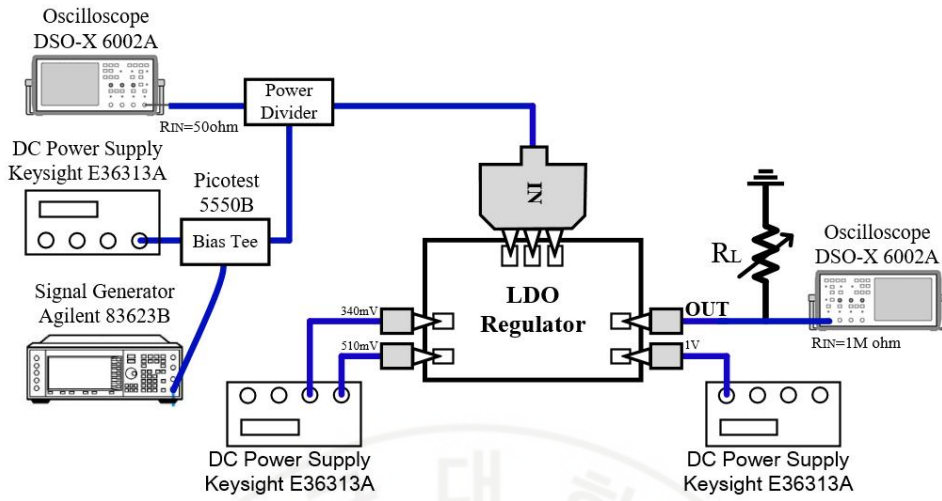 Oscilloscope
DSO-X 6002A
Power
Divider
RIN=50ohm
DC Power Supply
Keysight E36313A
Picotest
5550B
Bias Tee
IN
Signal Generator
Agilent 83623B
LDO
Regulator
340mV
510mV
OUT
1V
RL
Oscilloscope
DSO-X 6002A
RIN=1M ohm
DC Power Supply
Keysight E36313A
DC Power Supply
Keysight E36313A
대